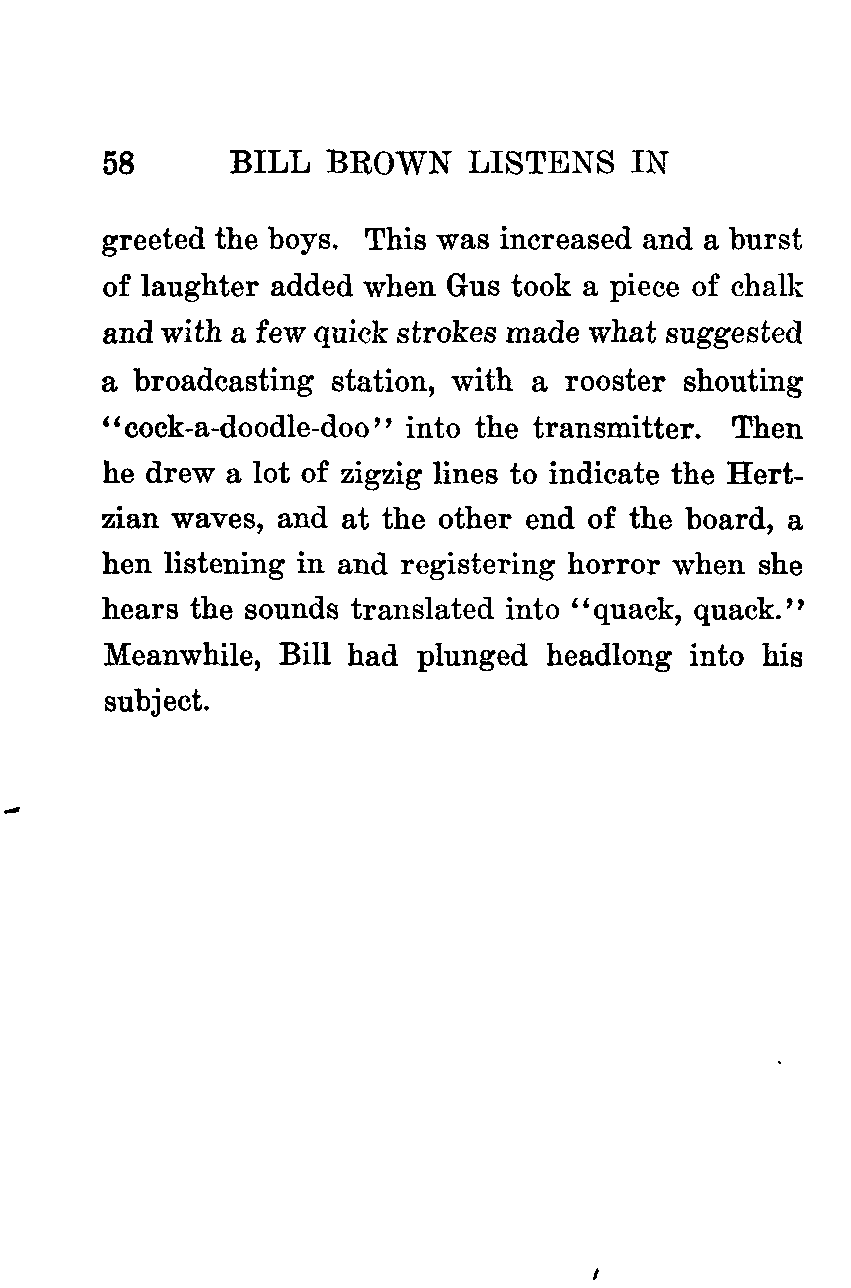 58 BILL BROWN LISTENS IN
greeted the boys. This was increased and a burst
of laughter added when Gus took a piece of chalk
and with a few quick strokes made what suggested
a broadcasting station, with a rooster shouting
“cock-a-doodle-doo” into the transmitter. Then
he drew a lot of zigzig lines to indicate the Hert-
zian waves, and at the other end of the board, a
hen listening in and registering horror when she
hears the sounds translated into “quack, quack.”
Meanwhile, Bill had plunged headlong into his
subject.